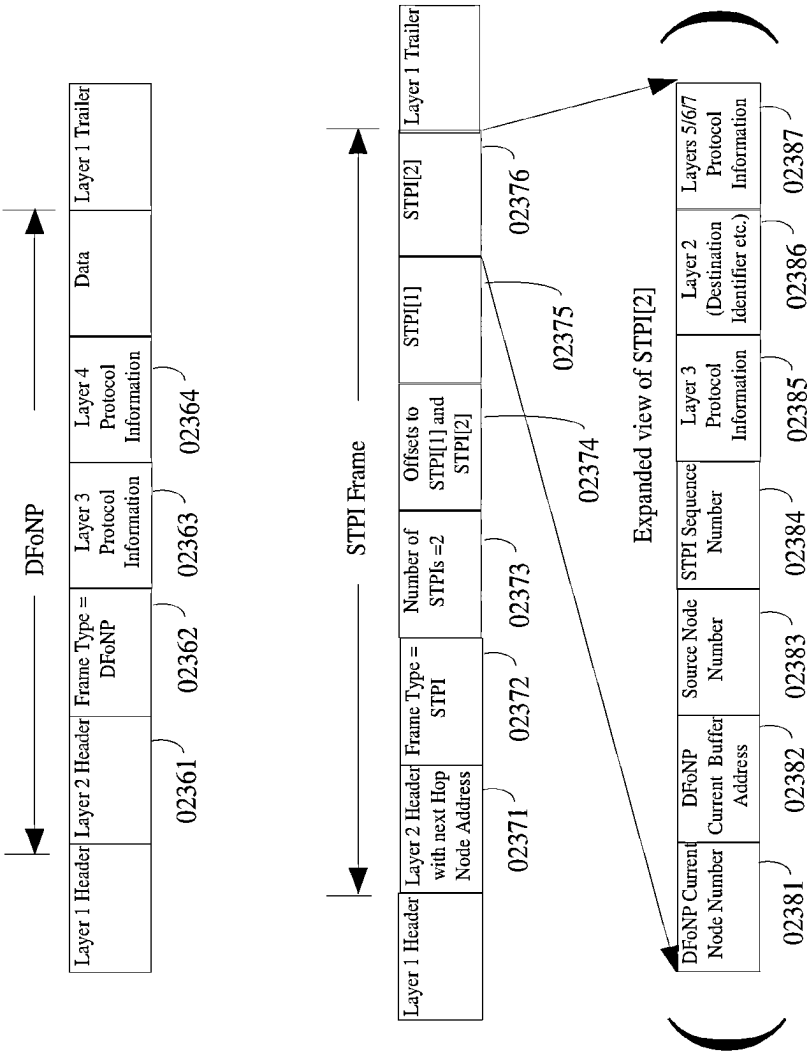 DFoNP
Layer 1 Header
Layer 2 Header
Frame Type =
DFoNP
Layer 3
Protocol
Information
Layer 4
Protocol
Information
Data
Layer 1 Trailer
02361
02362
02363
02364
STPI Frame
Layer 1 Header
Layer 2 Header
with next Hop
Node Address
Frame Type =
STPI
Number of
STPIs =2
Offsets to
STPI[1] and
STPI[2]
STPI[1]
STPI[2]
Layer 1 Trailer
02371
02372
02373
02374
02375
02376
Expanded view of STPI[2]
DFoNP Current
Node Number
DFoNP
Current Buffer
Address
Source Node
Number
STPI Sequence
Number
Layer 3
Protocol
Information
Layer 2
(Destination
Identifier etc.)
Layers 5/6/7
Protocol
Information
02381
02382
02383
02384
02385
02386
02387